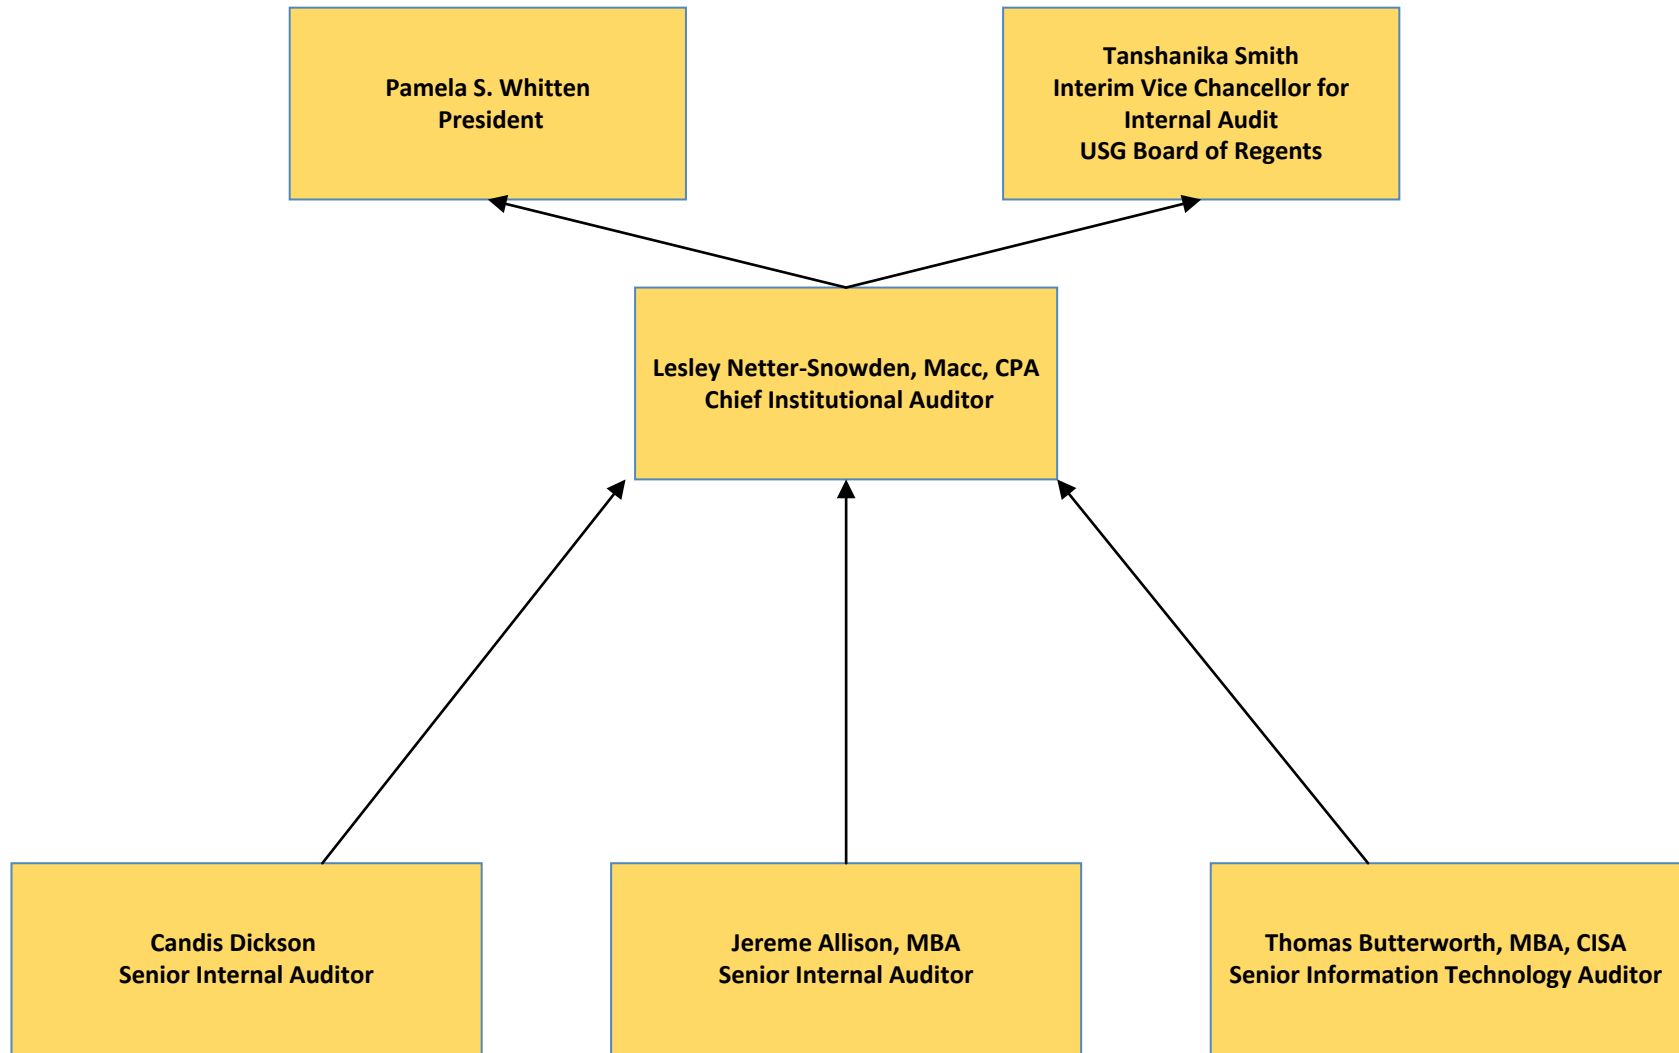 Pamela S. Whitten
President
Tanshanika Smith
Interim Vice Chancellor for
Internal Audit
USG Board of Regents
Lesley Netter-Snowden, Macc, CPA
Chief Institutional Auditor
Candis Dickson
Senior Internal Auditor
Jereme Allison, MBA
Senior Internal Auditor
Thomas Butterworth, MBA, CISA
Senior Information Technology Auditor